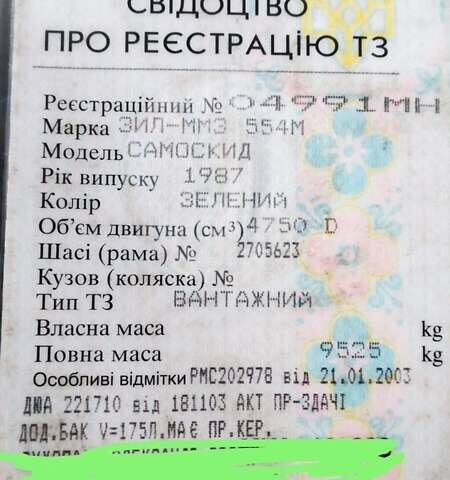 СВІДОЦТВО
ПРО РЕЄСТРАЦІЮ ТЗ
Реєстраційний № 04991МН
Марка ЗИЛ-ММЗ 554М
Модель САМОСКИД
Рік випуску 1987
Колір ЗЕЛЕНИЙ
Об'єм двигуна (см³) 4750 D
Шасі (рама) № 2705623
Кузов (коляска) №
Тип ТЗ ВАНТАЖНИЙ
Власна маса kg
Повна маса 9525 kg
Особливі відмітки РМС202978 від 21.01.2003
ДЮА 221710 від 181103 АКТ ПР-ЗДАЧІ
ДОД.БАК V=175Л.МАЄ ПР.КЕР.